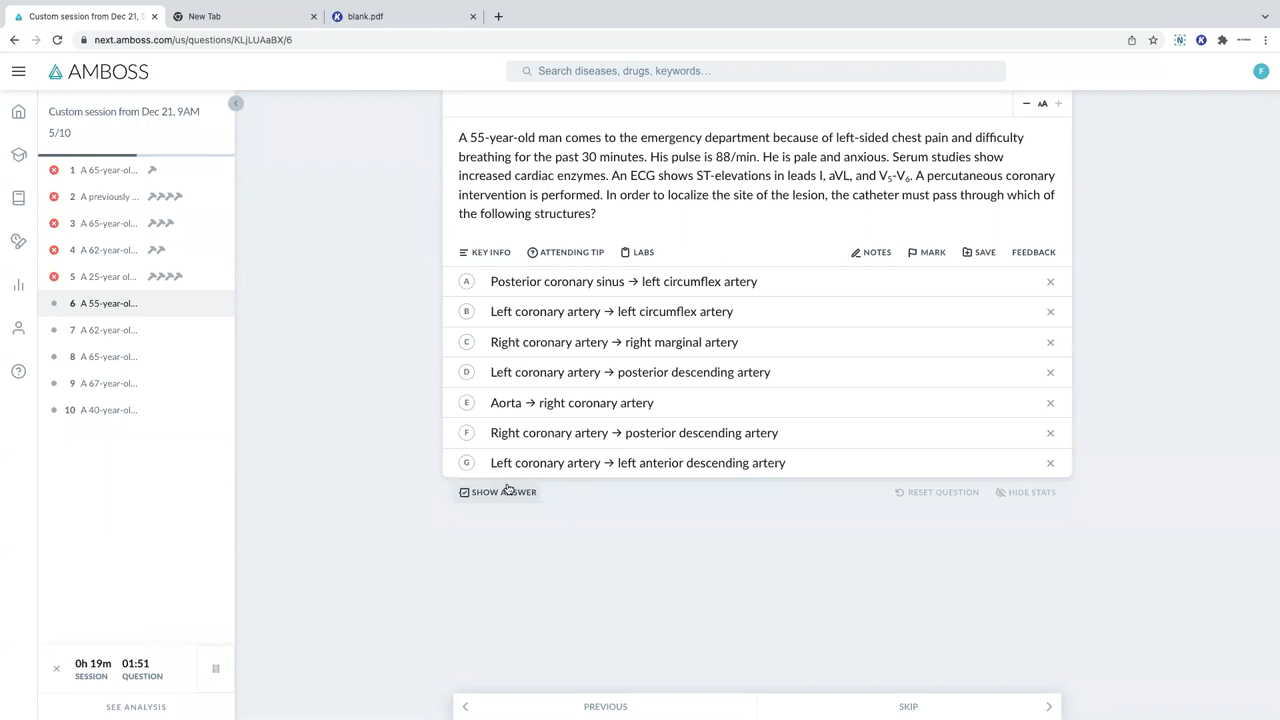 Custom session from Dec 21, 9
New Tab
blank.pdf
next.amboss.com/us/questions/KLjLUAaBX/6
AMBOSS
Search diseases, drugs, keywords…
F
Custom session from Dec 21, 9AM
5/10
1 A 65-year-ol...
2 A previously ...
3 A 65-year-ol...
4 A 62-year-ol...
5 A 25 year ol...
6 A 55-year-ol...
7 A 62-year-ol...
8 A 65-year-ol...
9 A 67-year-ol...
10 A 40-year-ol...
0h 19m 01:51
SESSION QUESTION
SEE ANALYSIS
− AA +
A 55-year-old man comes to the emergency department because of left-sided chest pain and difficulty
breathing for the past 30 minutes. His pulse is 88/min. He is pale and anxious. Serum studies show
increased cardiac enzymes. An ECG shows ST-elevations in leads I, aVL, and V₅-V₆. A percutaneous coronary
intervention is performed. In order to localize the site of the lesion, the catheter must pass through which of
the following structures?
KEY INFO ATTENDING TIP LABS NOTES MARK SAVE FEEDBACK
A Posterior coronary sinus → left circumflex artery
B Left coronary artery → left circumflex artery
C Right coronary artery → right marginal artery
D Left coronary artery → posterior descending artery
E Aorta → right coronary artery
F Right coronary artery → posterior descending artery
G Left coronary artery → left anterior descending artery
SHOW ANSWER RESET QUESTION HIDE STATS
PREVIOUS SKIP